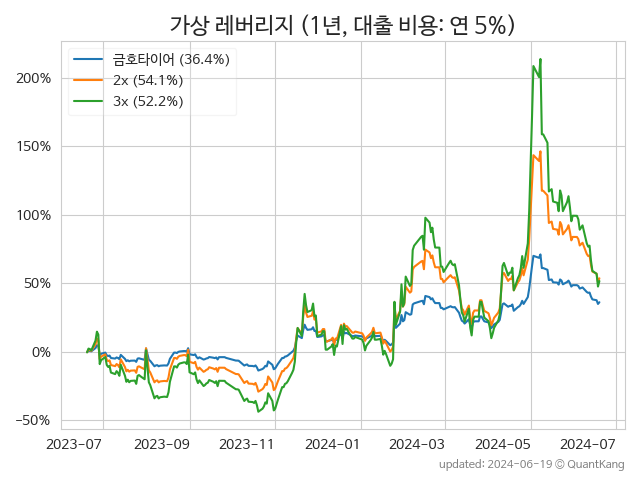 가상 레버리지 (1년, 대출 비용: 연 5%)
금호타이어 (36.4%)
2x (54.1%)
3x (52.2%)
200%
150%
100%
50%
0%
−50%
2023-07 2023-09 2023-11 2024-01 2024-03 2024-05 2024-07
updated: 2024-06-19 © QuantKang